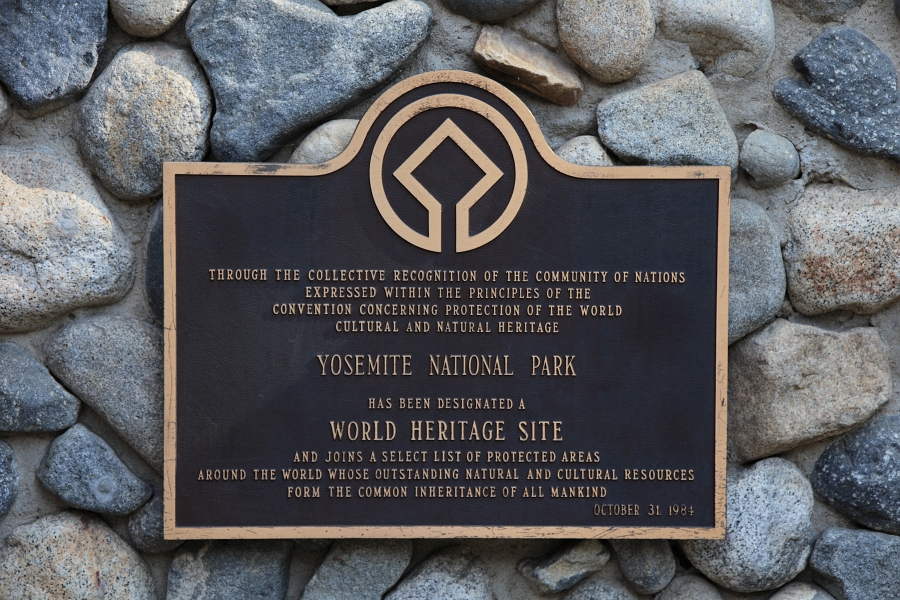 THROUGH THE COLLECTIVE RECOGNITION OF THE COMMUNITY OF NATIONS
EXPRESSED WITHIN THE PRINCIPLES OF THE
CONVENTION CONCERNING PROTECTION OF THE WORLD
CULTURAL AND NATURAL HERITAGE
YOSEMITE NATIONAL PARK
HAS BEEN DESIGNATED A
WORLD HERITAGE SITE
AND JOINS A SELECT LIST OF PROTECTED AREAS
AROUND THE WORLD WHOSE OUTSTANDING NATURAL AND CULTURAL RESOURCES
FORM THE COMMON INHERITANCE OF ALL MANKIND
OCTOBER 31. 1984